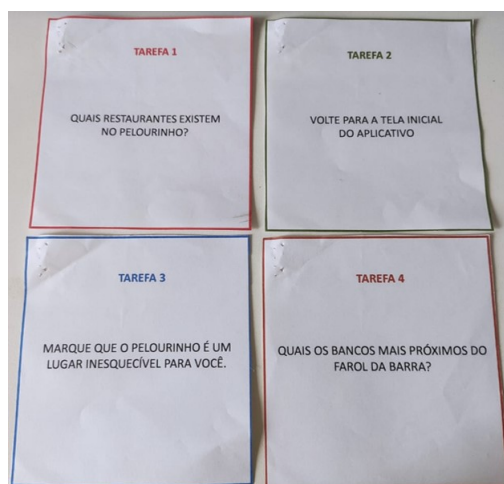 TAREFA 1
QUAIS RESTAURANTES EXISTEM
NO PELOURINHO?
TAREFA 2
VOLTE PARA A TELA INICIAL
DO APLICATIVO
TAREFA 3
MARQUE QUE O PELOURINHO É UM
LUGAR INESQUECÍVEL PARA VOCÊ.
TAREFA 4
QUAIS OS BANCOS MAIS PRÓXIMOS DO
FAROL DA BARRA?